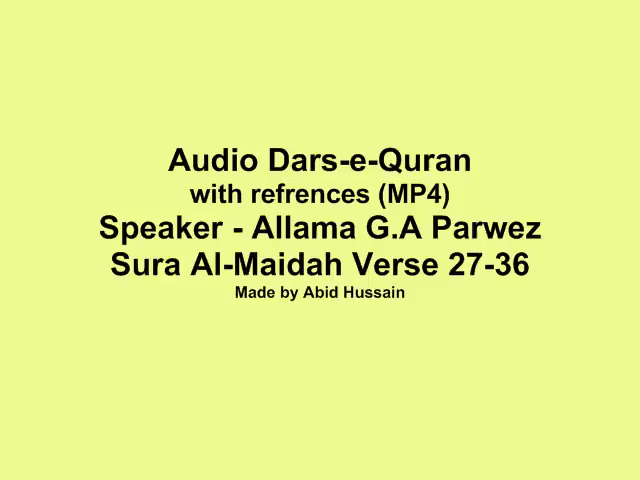 Audio Dars-e-Quran
with refrences (MP4)
Speaker - Allama G.A Parwez
Sura Al-Maidah Verse 27-36
Made by Abid Hussain